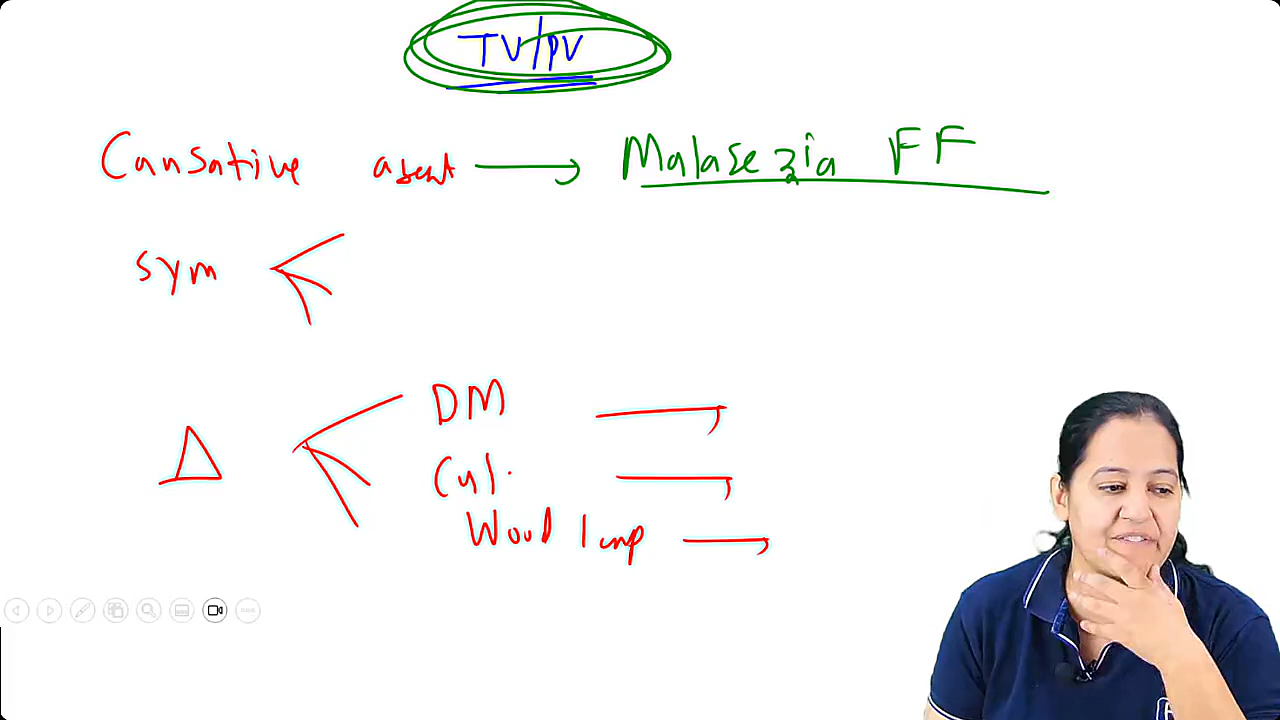 TV/PV
Causative agent → Malasezia FF
sym
Δ
DM →
Cul. →
Wood lamp →